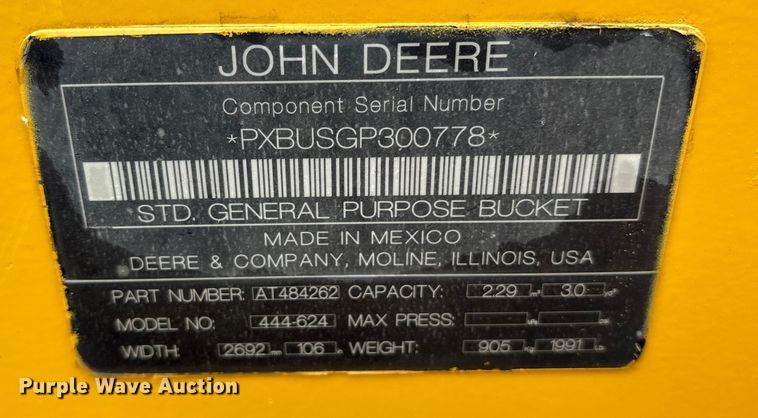 JOHN DEERE
Component Serial Number
*PXBUSGP300778*
STD. GENERAL PURPOSE BUCKET
MADE IN MEXICO
DEERE & COMPANY, MOLINE, ILLINOIS, USA
PART NUMBER: AT484262 CAPACITY: 2.29 3.0
MODEL NO: 444-624 MAX PRESS:
WIDTH: 2692 106 WEIGHT: 905 1991
Purple Wave Auction